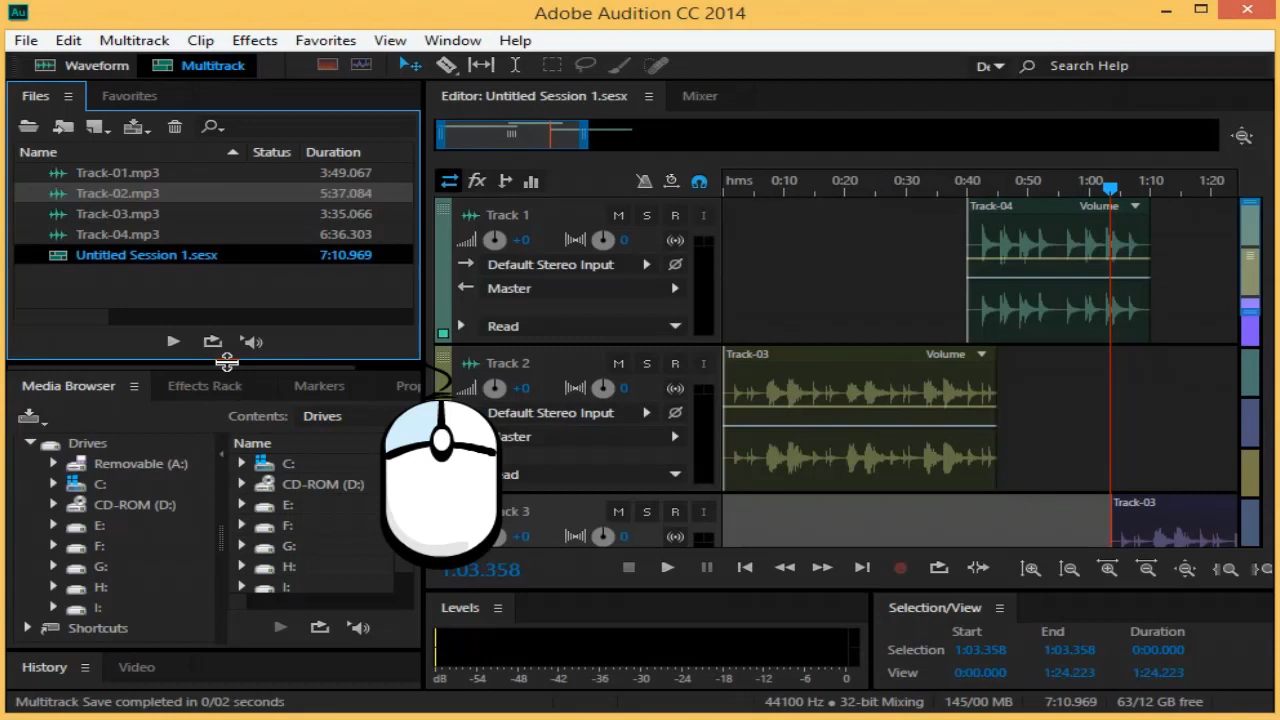 Au
Adobe Audition CC 2014
File Edit Multitrack Clip Effects Favorites View Window Help
Waveform Multitrack
De Search Help
Files Favorites
Name Status Duration
Track-01.mp3 3:49.067
Track-02.mp3 5:37.084
Track-03.mp3 3:35.066
Track-04.mp3 6:36.303
Untitled Session 1.sesx 7:10.969
Media Browser Effects Rack Markers Prop
Contents: Drives
Drives
Removable (A:)
C:
CD-ROM (D:)
E:
F:
G:
H:
I:
Shortcuts
Name
C:
CD-ROM (D:)
E:
F:
G:
H:
I:
History Video
Editor: Untitled Session 1.sesx Mixer
fx
hms 0:10 0:20 0:30 0:40 0:50 1:00 1:10 1:20
Track 1 M S R I
+0 0
Default Stereo Input
Master
Read
Track-04 Volume
Track 2 M S R I
+0 0
Default Stereo Input
Master
ead
Track-03 Volume
3 M S R I
+0 0
Track-03
1:03.358
Levels
dB -54 -48 -42 -36 -30 -24 -18 -12 -6 0
Selection/View
Start End Duration
Selection 1:03.358 1:03.358 0:00.000
View 0:00.000 1:24.223 1:24.223
Multitrack Save completed in 0/02 seconds
44100 Hz ● 32-bit Mixing 145/00 MB 7:10.969 63/12 GB free